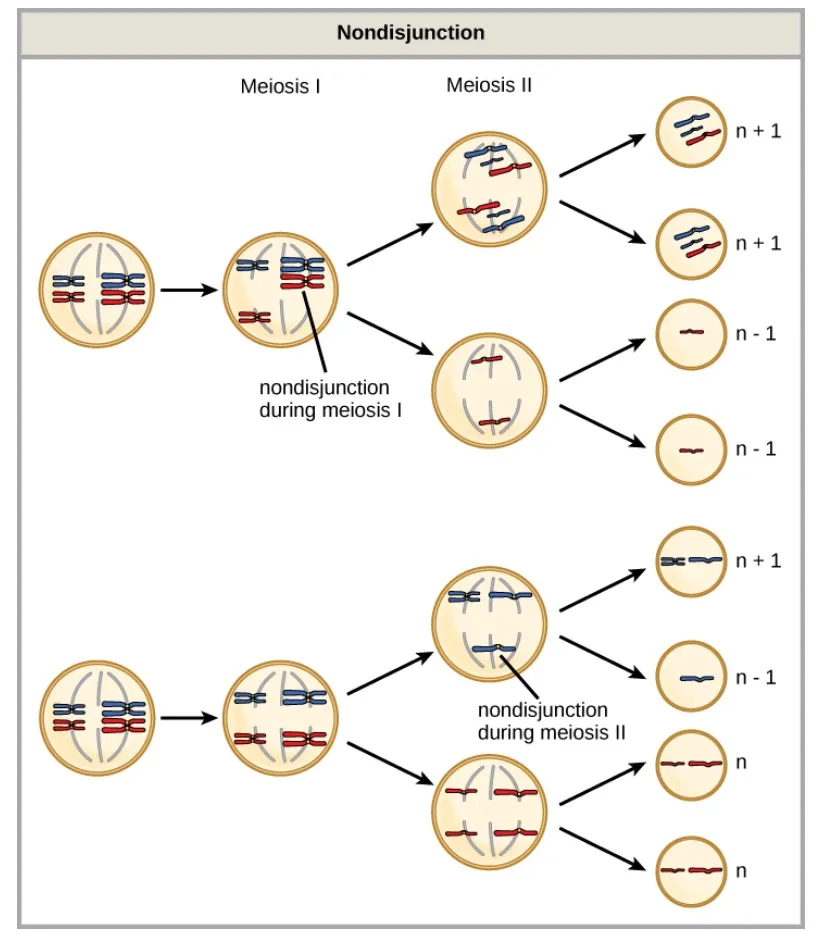 Nondisjunction
Meiosis I
Meiosis II
n + 1
n + 1
nondisjunction
during meiosis I
n - 1
n - 1
n + 1
n - 1
nondisjunction
during meiosis II
n
n